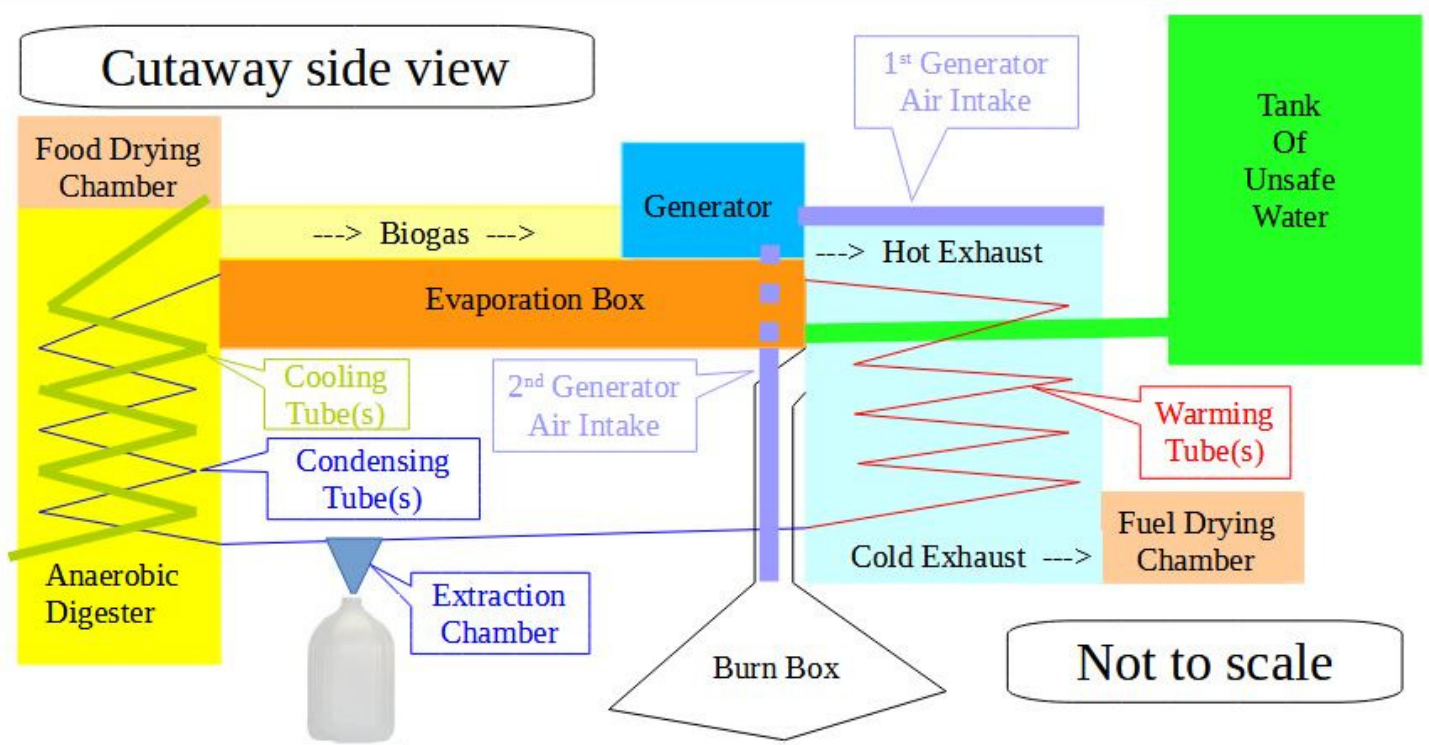 Cutaway side view
1st Generator
Air Intake
Tank
Of
Unsafe
Water
Food Drying
Chamber
Generator
---> Biogas --->
---> Hot Exhaust
Evaporation Box
Cooling
Tube(s)
2nd Generator
Air Intake
Warming
Tube(s)
Condensing
Tube(s)
Fuel Drying
Chamber
Cold Exhaust --->
Anaerobic
Digester
Extraction
Chamber
Burn Box
Not to scale